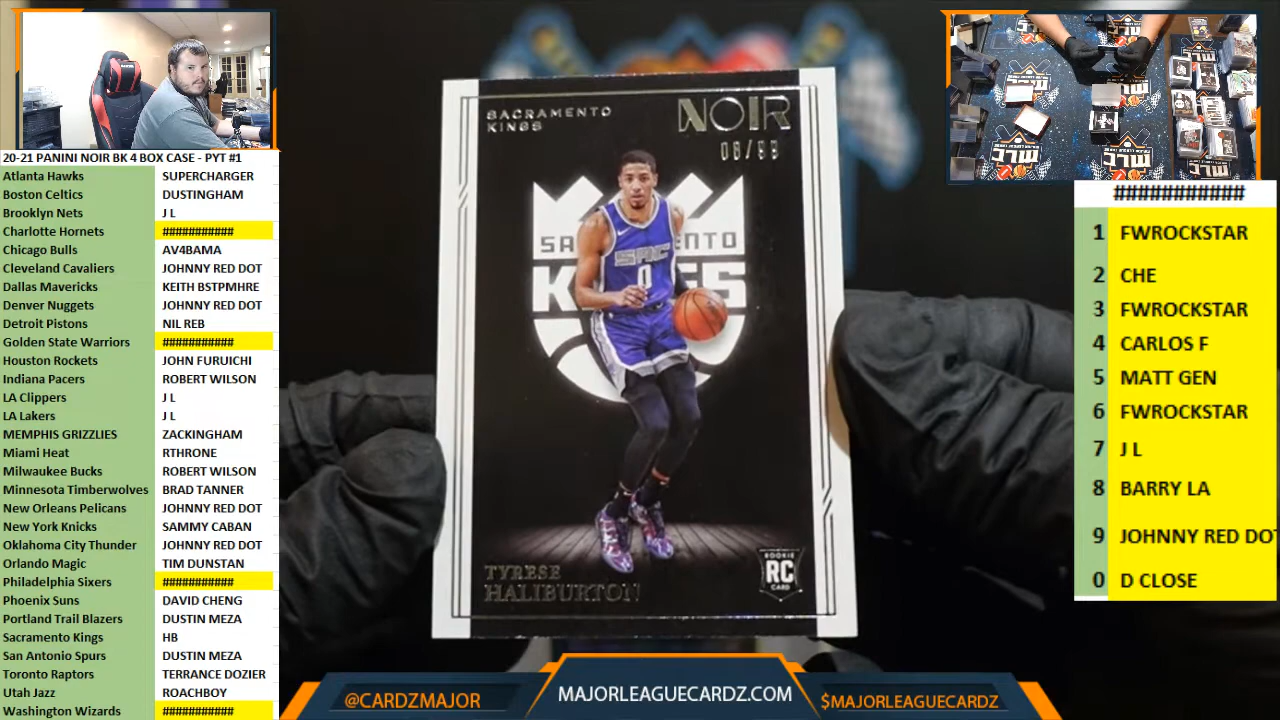 20-21 PANINI NOIR BK 4 BOX CASE - PYT #1
Atlanta Hawks SUPERCHARGER
Boston Celtics DUSTINGHAM
Brooklyn Nets J L
Charlotte Hornets ###########
Chicago Bulls AV4BAMA
Cleveland Cavaliers JOHNNY RED DOT
Dallas Mavericks KEITH BSTPMHRE
Denver Nuggets JOHNNY RED DOT
Detroit Pistons NIL REB
Golden State Warriors ###########
Houston Rockets JOHN FURUICHI
Indiana Pacers ROBERT WILSON
LA Clippers J L
LA Lakers J L
MEMPHIS GRIZZLIES ZACKINGHAM
Miami Heat RTHRONE
Milwaukee Bucks ROBERT WILSON
Minnesota Timberwolves BRAD TANNER
New Orleans Pelicans JOHNNY RED DOT
New York Knicks SAMMY CABAN
Oklahoma City Thunder JOHNNY RED DOT
Orlando Magic TIM DUNSTAN
Philadelphia Sixers ###########
Phoenix Suns DAVID CHENG
Portland Trail Blazers DUSTIN MEZA
Sacramento Kings HB
San Antonio Spurs DUSTIN MEZA
Toronto Raptors TERRANCE DOZIER
Utah Jazz ROACHBOY
Washington Wizards ###########
SACRAMENTO
KINGS
NOIR
08/99
KINGS
SAC
0
TYRESE
HALIBURTON
ROOKIE
RC
CARD
###########
1 FWROCKSTAR
2 CHE
3 FWROCKSTAR
4 CARLOS F
5 MATT GEN
6 FWROCKSTAR
7 J L
8 BARRY LA
9 JOHNNY RED DOT
0 D CLOSE
@CARDZMAJOR
MAJORLEAGUECARDZ.COM
$MAJORLEAGUECARDZ